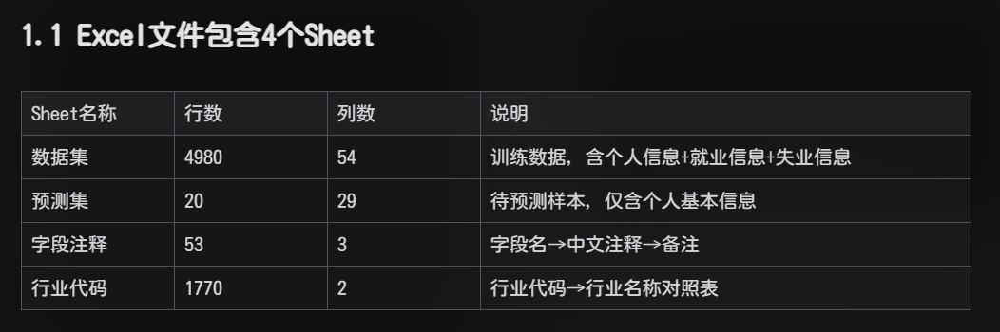 1.1 Excel文件包含4个Sheet
Sheet名称 行数 列数 说明
数据集 4980 54 训练数据，含个人信息+就业信息+失业信息
预测集 20 29 待预测样本，仅含个人基本信息
字段注释 53 3 字段名→中文注释→备注
行业代码 1770 2 行业代码→行业名称对照表